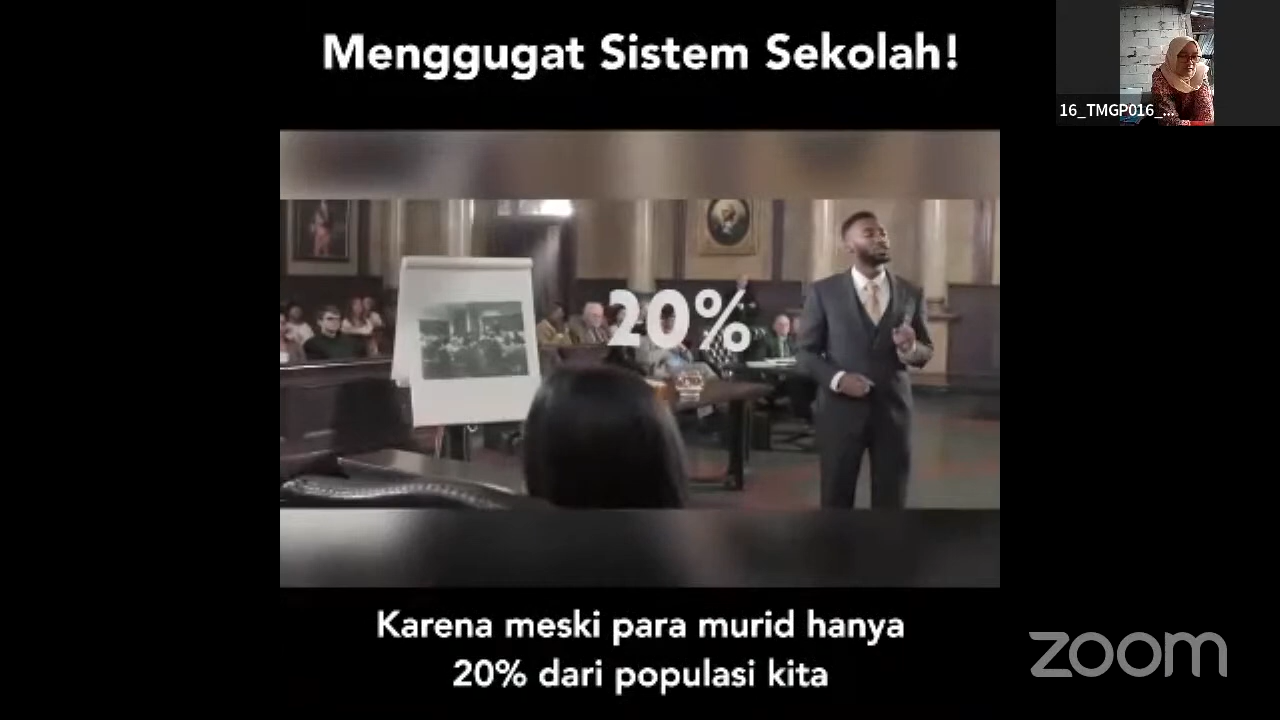 Menggugat Sistem Sekolah!
16_TMGP016_...
20%
Karena meski para murid hanya
20% dari populasi kita
zoom